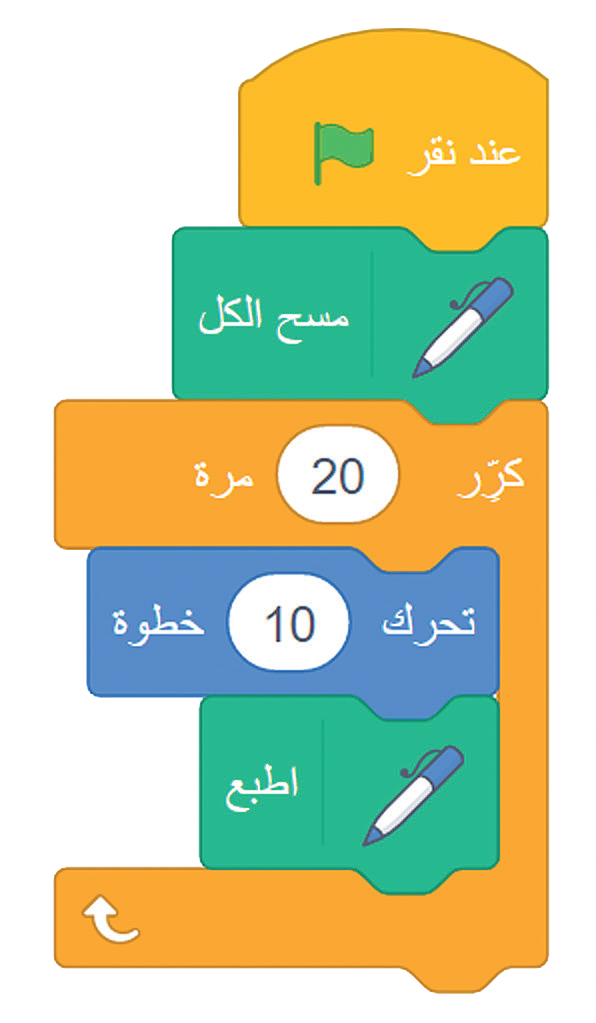 عند نقر
مسح الكل
كرِّر 20 مرة
تحرك 10 خطوة
اطبع